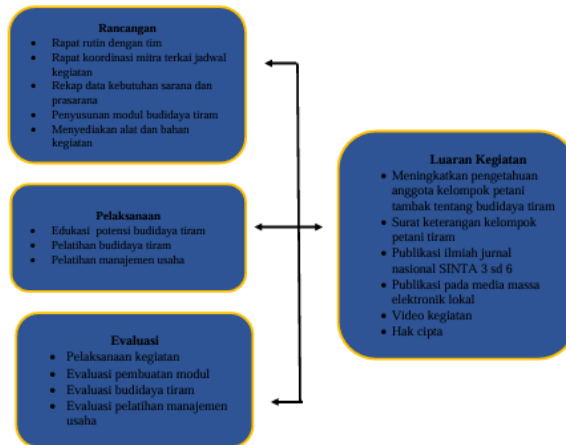 Rancangan
• Rapat rutin dengan tim
• Rapat koordinasi mitra terkai jadwal
kegiatan
• Rekap data kebutuhan sarana dan
prasarana
• Penyusunan modul budidaya tiram
• Menyediakan alat dan bahan
kegiatan
Pelaksanaan
• Edukasi potensi budidaya tiram
• Pelatihan budidaya tiram
• Pelatihan manajemen usaha
Evaluasi
• Pelaksanaan kegiatan
• Evaluasi pembuatan modul
• Evaluasi budidaya tiram
• Evaluasi pelatihan manajemen
usaha
Luaran Kegiatan
• Meningkatkan pengetahuan
anggota kelompok petani
tambak tentang budidaya tiram
• Surat keterangan kelompok
petani tiram
• Publikasi ilmiah jurnal
nasional SINTA 3 sd 6
• Publikasi pada media massa
elektronik lokal
• Video kegiatan
• Hak cipta